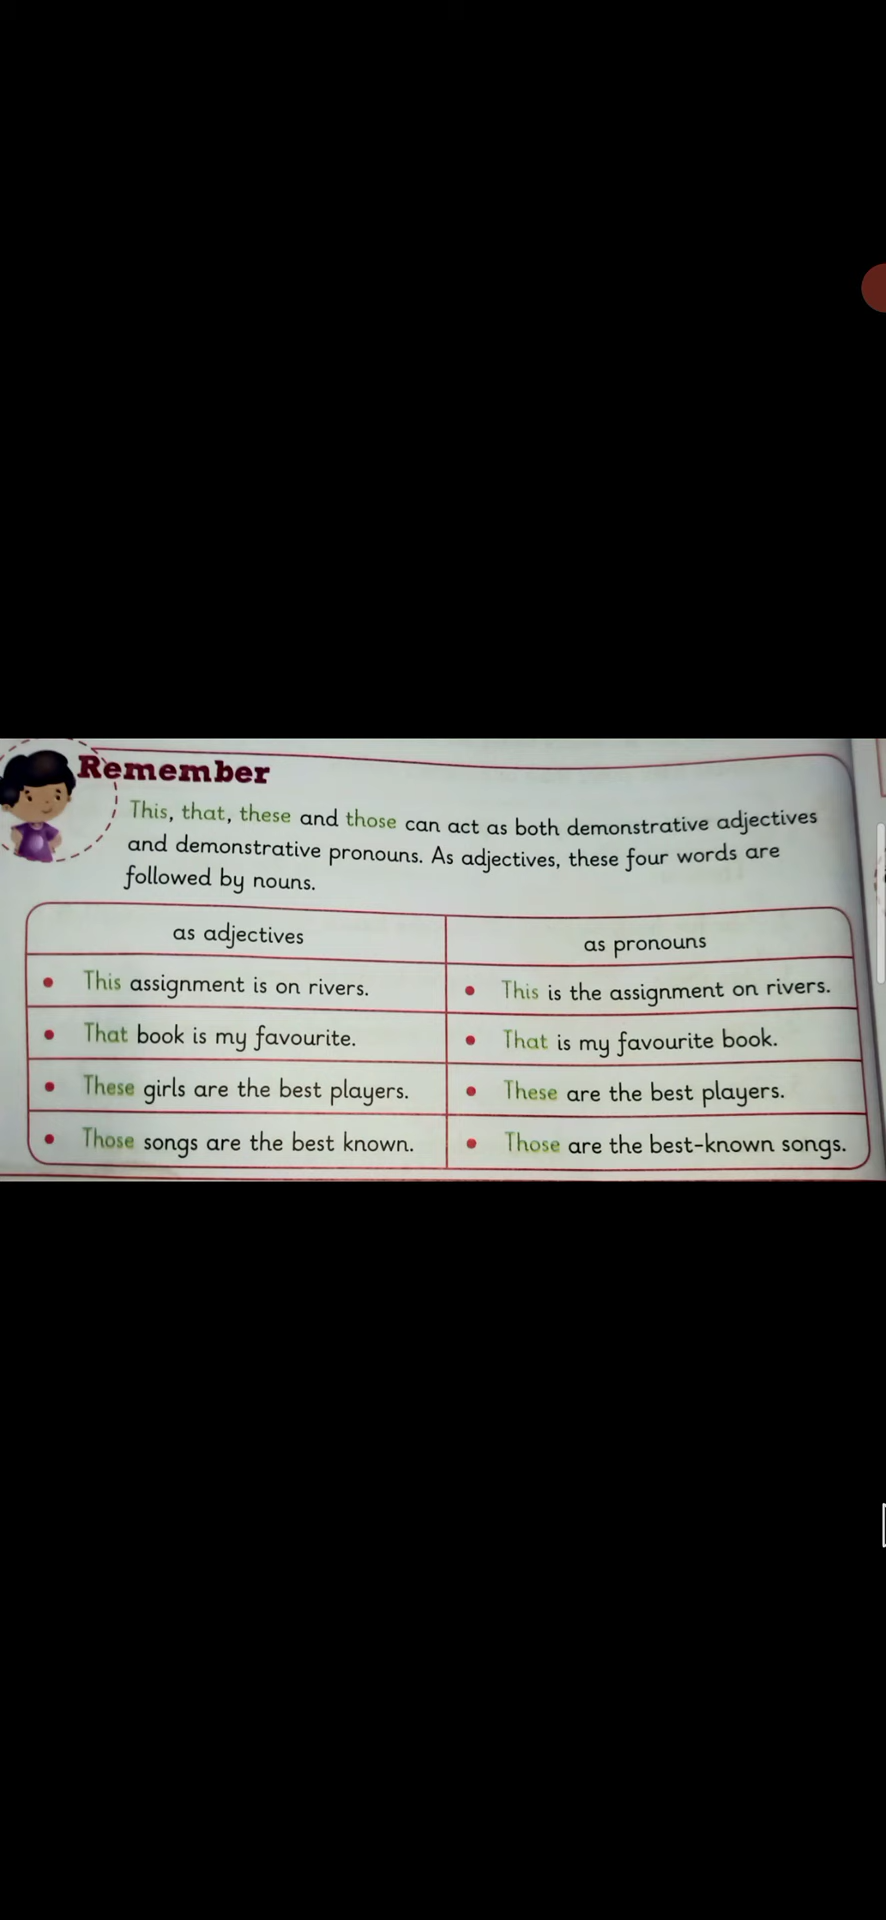 Remember
This, that, these and those can act as both demonstrative adjectives
and demonstrative pronouns. As adjectives, these four words are
followed by nouns.
as adjectives as pronouns
• This assignment is on rivers. • This is the assignment on rivers.
• That book is my favourite. • That is my favourite book.
• These girls are the best players. • These are the best players.
• Those songs are the best known. • Those are the best-known songs.